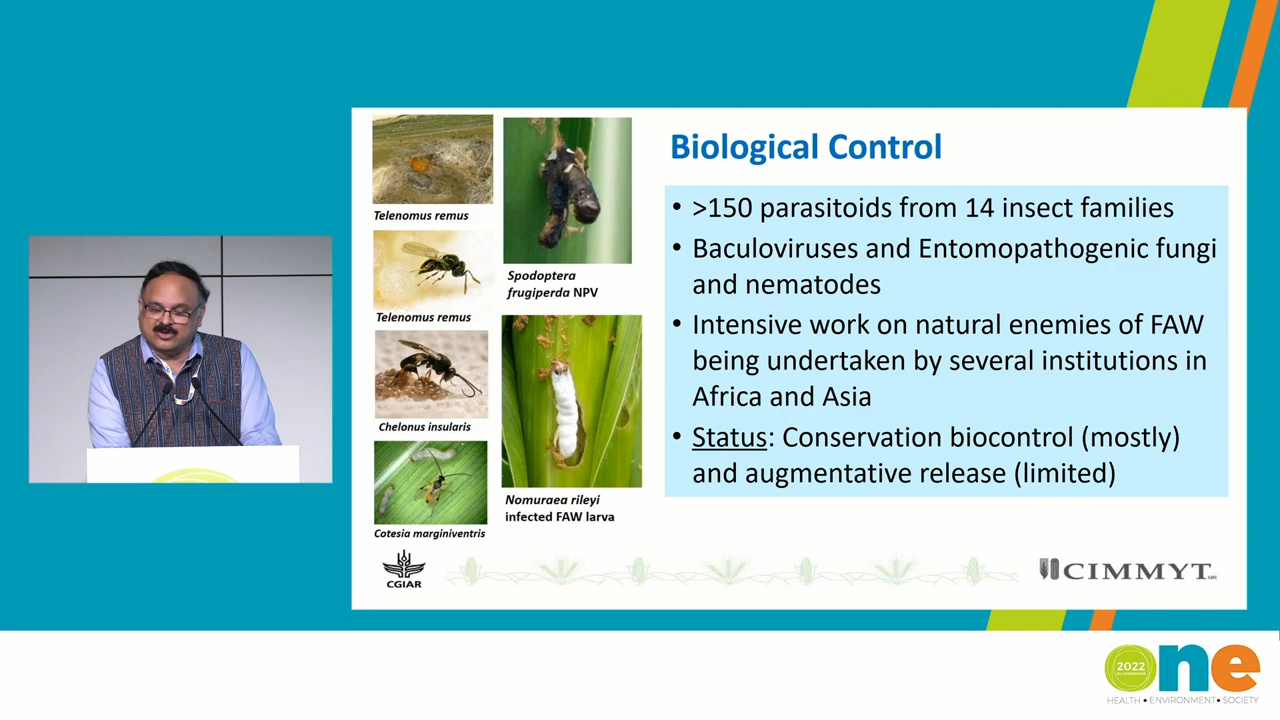 Biological Control
• >150 parasitoids from 14 insect families
• Baculoviruses and Entomopathogenic fungi
and nematodes
• Intensive work on natural enemies of FAW
being undertaken by several institutions in
Africa and Asia
• Status: Conservation biocontrol (mostly)
and augmentative release (limited)
Telenomus remus
Telenomus remus
Chelonus insularis
Cotesia marginiventris
Spodoptera
frugiperda NPV
Nomuraea rileyi
infected FAW larva
CGIAR
CIMMYT
2022
one
HEALTH • ENVIRONMENT • SOCIETY